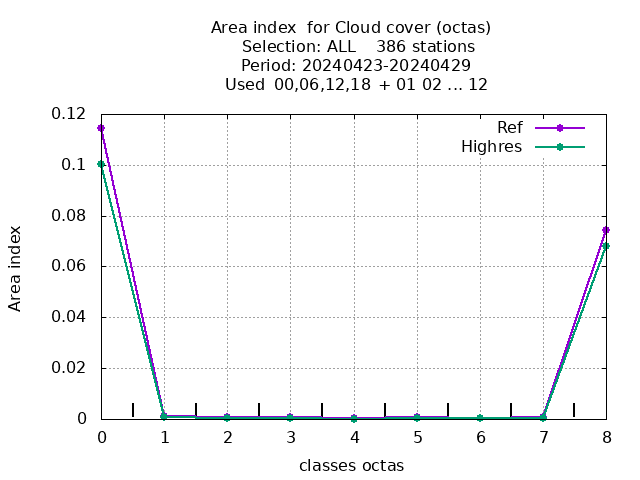 Area index  for Cloud cover (octas)
Selection: ALL    386 stations
Period: 20240423-20240429
Used  00,06,12,18 + 01 02 ... 12
Ref
Highres
0.12
0.1
0.08
0.06
0.04
0.02
0
Area index
0 1 2 3 4 5 6 7 8
classes octas